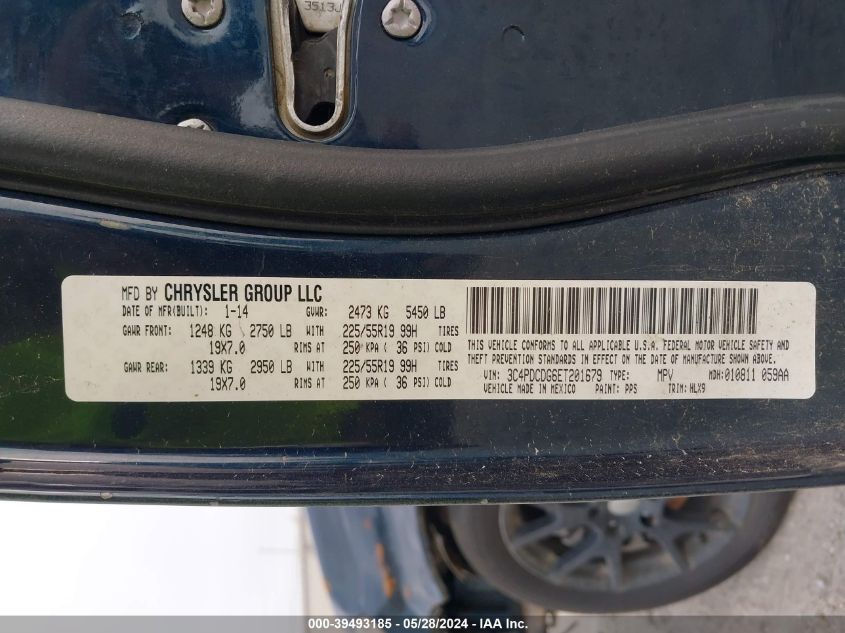 3513J
MFD BY CHRYSLER GROUP LLC
DATE OF MFR(BUILT): 1-14 GVWR: 2473 KG 5450 LB
GAWR FRONT: 1248 KG 2750 LB WITH 225/55R19 99H TIRES
19X7.0 RIMS AT 250 KPA ( 36 PSI) COLD
GAWR REAR: 1339 KG 2950 LB WITH 225/55R19 99H TIRES
19X7.0 RIMS AT 250 KPA ( 36 PSI) COLD
THIS VEHICLE CONFORMS TO ALL APPLICABLE U.S.A. FEDERAL MOTOR VEHICLE SAFETY AND
THEFT PREVENTION STANDARDS IN EFFECT ON THE DATE OF MANUFACTURE SHOWN ABOVE.
VIN: 3C4PDCDG6ET201679 TYPE: MPV MDH: 010811 059AA
VEHICLE MADE IN MEXICO PAINT: PPS TRIM: HLX9
000-39493185 - 05/28/2024 - IAA Inc.